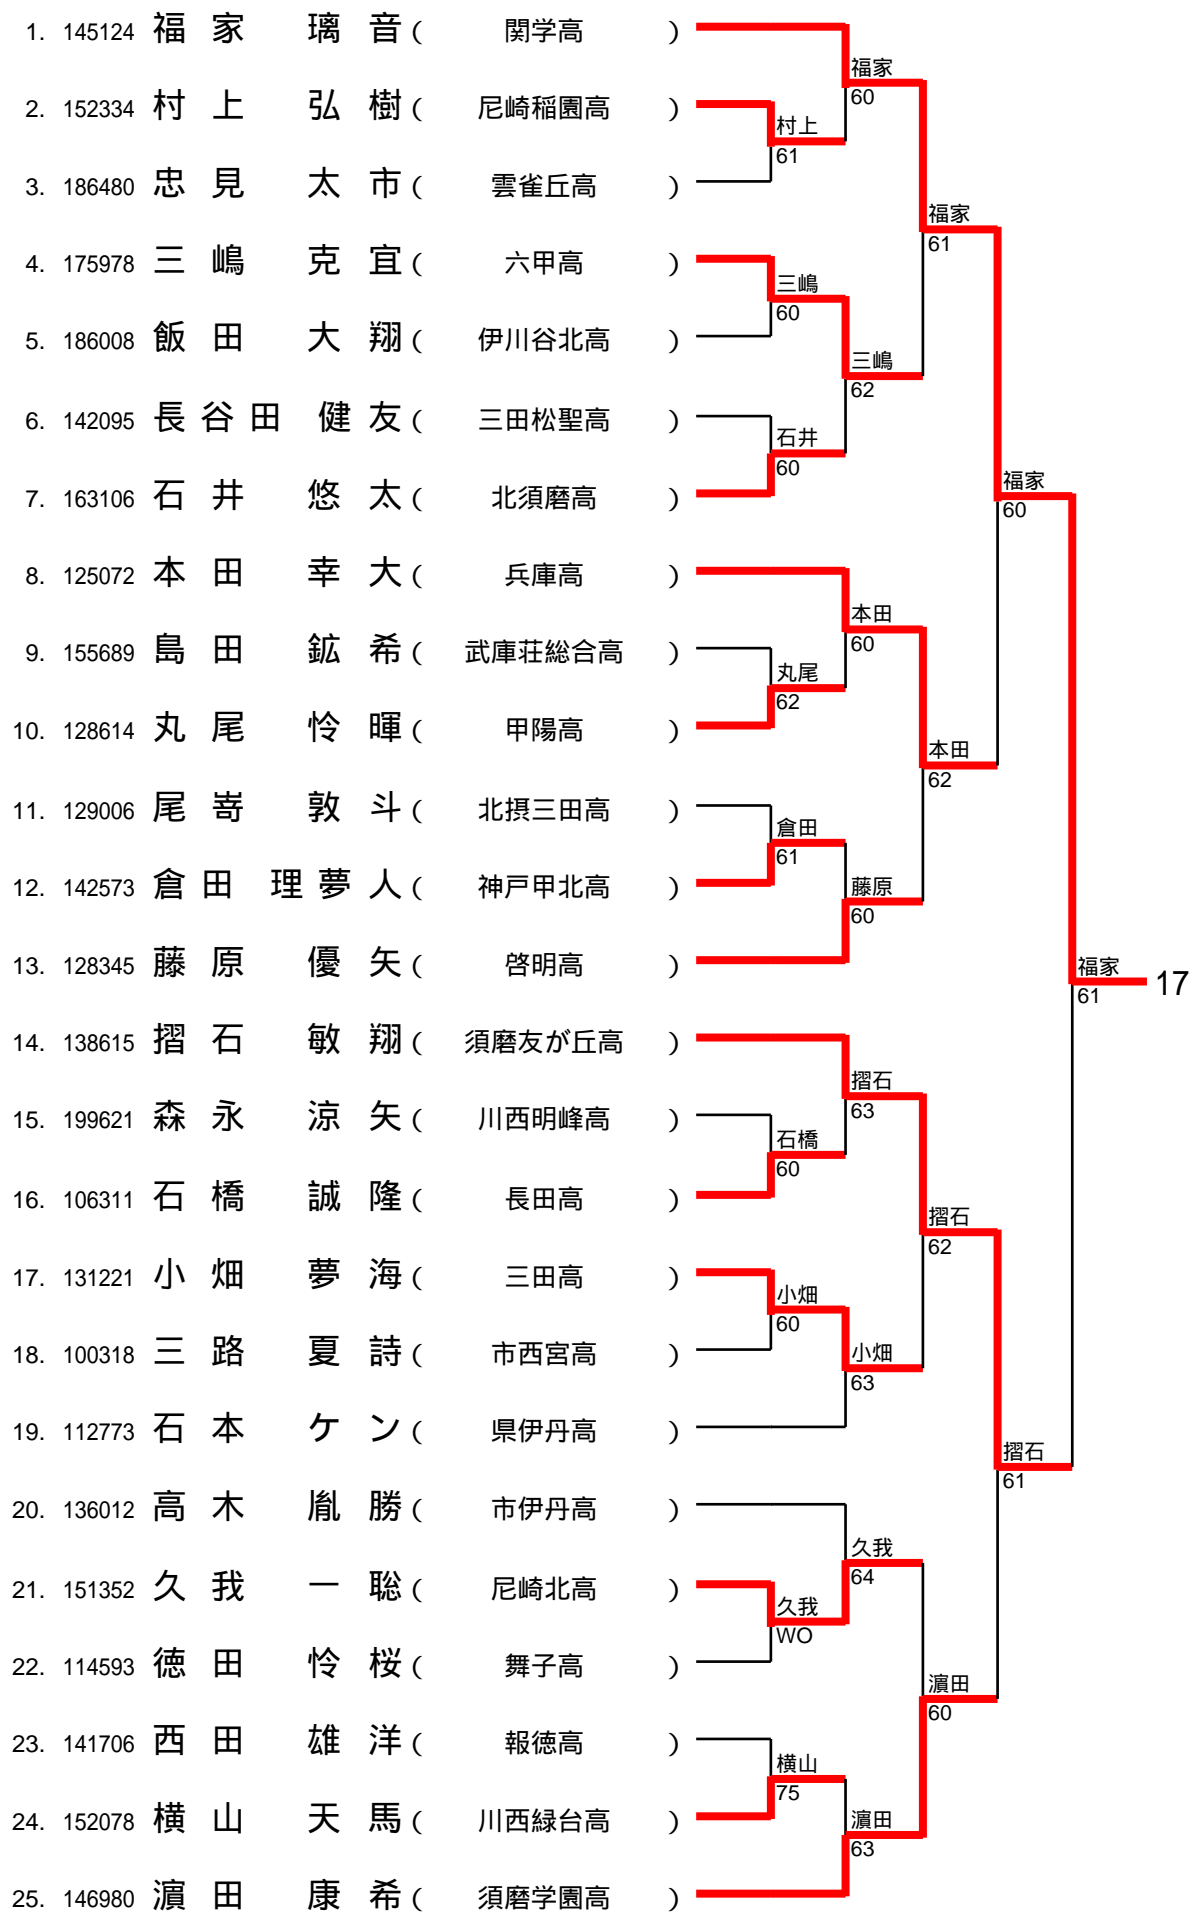 1. 145124 福家 璃音 ( 関学高 )
福家
60
2. 152334 村上 弘樹 ( 尼崎稲園高 )
村上
61
3. 186480 忠見 太市 ( 雲雀丘高 )
福家
61
4. 175978 三嶋 克宜 ( 六甲高 )
三嶋
60
5. 186008 飯田 大翔 ( 伊川谷北高 )
三嶋
62
6. 142095 長谷田 健友 ( 三田松聖高 )
石井
60
7. 163106 石井 悠太 ( 北須磨高 )
福家
60
8. 125072 本田 幸大 ( 兵庫高 )
本田
60
9. 155689 島田 鉱希 ( 武庫荘総合高 )
丸尾
62
10. 128614 丸尾 怜暉 ( 甲陽高 )
本田
62
11. 129006 尾嵜 敦斗 ( 北摂三田高 )
倉田
61
12. 142573 倉田 理夢人 ( 神戸甲北高 )
藤原
60
13. 128345 藤原 優矢 ( 啓明高 )
福家
61
17
14. 138615 摺石 敏翔 ( 須磨友が丘高 )
摺石
63
15. 199621 森永 涼矢 ( 川西明峰高 )
石橋
60
16. 106311 石橋 誠隆 ( 長田高 )
摺石
62
17. 131221 小畑 夢海 ( 三田高 )
小畑
60
18. 100318 三路 夏詩 ( 市西宮高 )
小畑
63
19. 112773 石本 ケン ( 県伊丹高 )
摺石
61
20. 136012 高木 胤勝 ( 市伊丹高 )
久我
64
21. 151352 久我 一聡 ( 尼崎北高 )
久我
WO
22. 114593 徳田 怜桜 ( 舞子高 )
濵田
60
23. 141706 西田 雄洋 ( 報徳高 )
横山
75
24. 152078 横山 天馬 ( 川西緑台高 )
濵田
63
25. 146980 濵田 康希 ( 須磨学園高 )